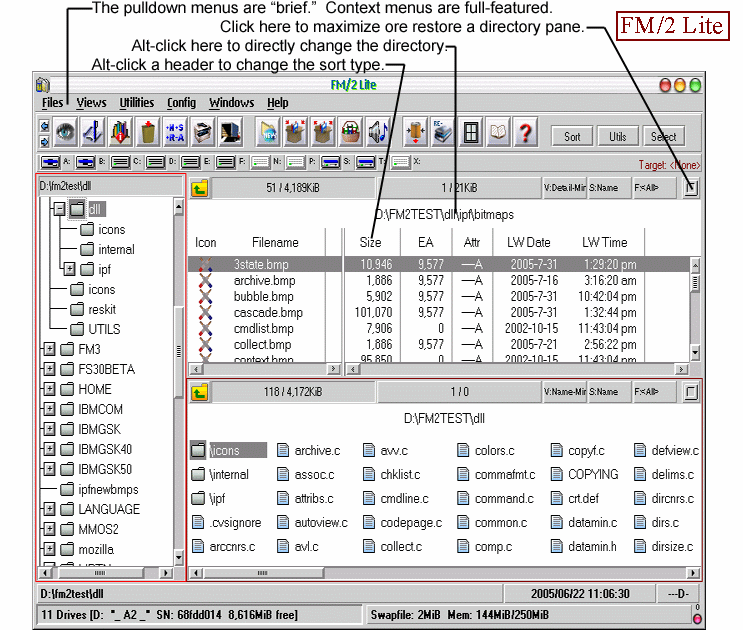 The pulldown menus are “brief.”  Context menus are full-featured.
Click here to maximize ore restore a directory pane.
FM/2 Lite
Alt-click here to directly change the directory
Alt-click a header to change the sort type.
FM/2 Lite
Files Views Utilities Config Windows Help
+H-S +R-A RE- Sort Utils Select
A: B: C: D: E: F: N: P: S: T: X: Target: <None>
D:\fm2test\dll
51 / 4,189KiB 1 / 21KiB V:Detail-Min S:Name F:<All>
D:\FM2TEST\dll\ipf\bitmaps
Icon Filename Size EA Attr LW Date LW Time
3state.bmp 10,946 9,577 —A 2005-7-31 1:29:20 pm
archive.bmp 1,886 9,577 —A 2005-7-16 3:16:20 am
bubble.bmp 5,902 9,577 —A 2005-7-31 10:42:04 pm
cascade.bmp 101,070 9,577 —A 2005-7-31 1:32:44 pm
cmdlist.bmp 7,906 0 —A 2002-10-15 11:43:04 pm
collect.bmp 1,886 9,577 —A 2005-7-21 2:56:22 pm
context.bmp 95,850 0 —A 2002-10-15 11:43:04 pm
dll
icons
internal
ipf
icons
reskit
UTILS
FM3
FS30BETA
HOME
IBMCOM
IBMGSK
IBMGSK40
IBMGSK50
ipfnewbmps
LANGUAGE
MMOS2
mozilla
118 / 4,172KiB 1 / 0 V:Name-Min S:Name F:<All>
D:\FM2TEST\dll
\icons archive.c avv.c colors.c copyf.c defview.c
\internal assoc.c chklist.c commafmt.c COPYING delims.c
\ipf attribs.c cmdline.c command.c crt.def dircnrs.c
.cvsignore autoview.c codepage.c common.c datamin.c dirs.c
arccnrs.c avl.c collect.c comp.c datamin.h dirsize.c
D:\fm2test\dll 2005/06/22 11:06:30 ---D-
11 Drives [D: "_ A2 _" SN: 68fdd014 8,616MiB free] Swapfile: 2MiB Mem: 144MiB/250MiB 0